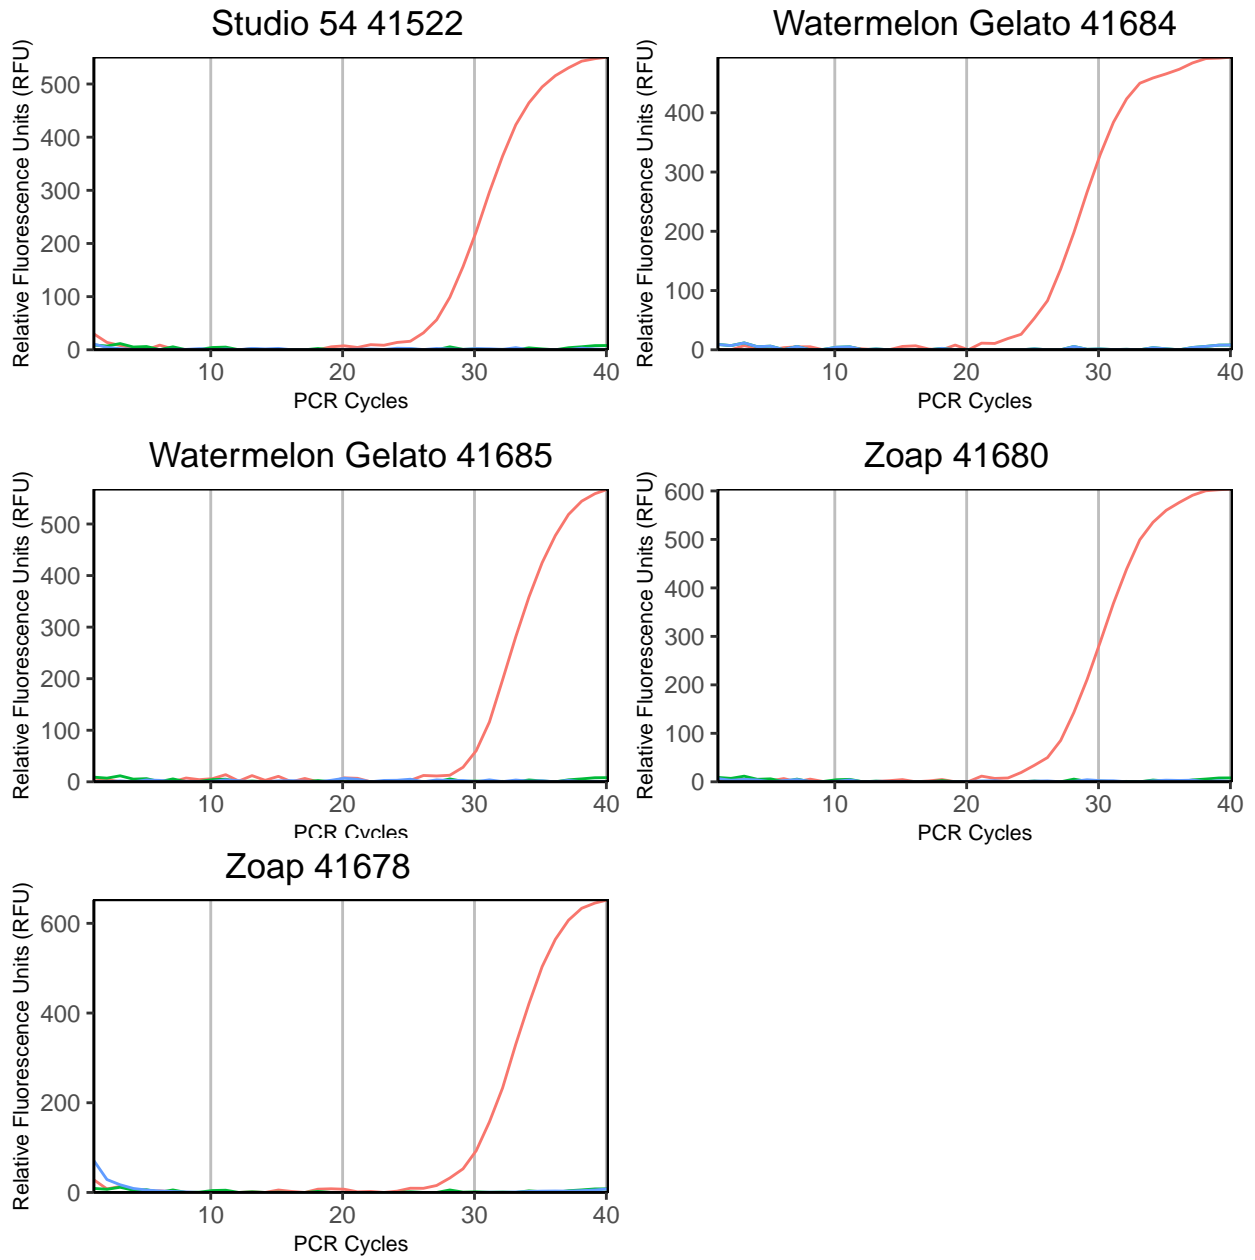 Studio 54 41522
Relative Fluorescence Units (RFU)
500
400
300
200
100
0
10 20 30 40
PCR Cycles
Watermelon Gelato 41684
Relative Fluorescence Units (RFU)
400
300
200
100
0
10 20 30 40
PCR Cycles
Watermelon Gelato 41685
Relative Fluorescence Units (RFU)
500
400
300
200
100
0
10 20 30 40
PCR Cycles
Zoap 41680
Relative Fluorescence Units (RFU)
600
500
400
300
200
100
0
10 20 30 40
PCR Cycles
Zoap 41678
Relative Fluorescence Units (RFU)
600
400
200
0
10 20 30 40
PCR Cycles